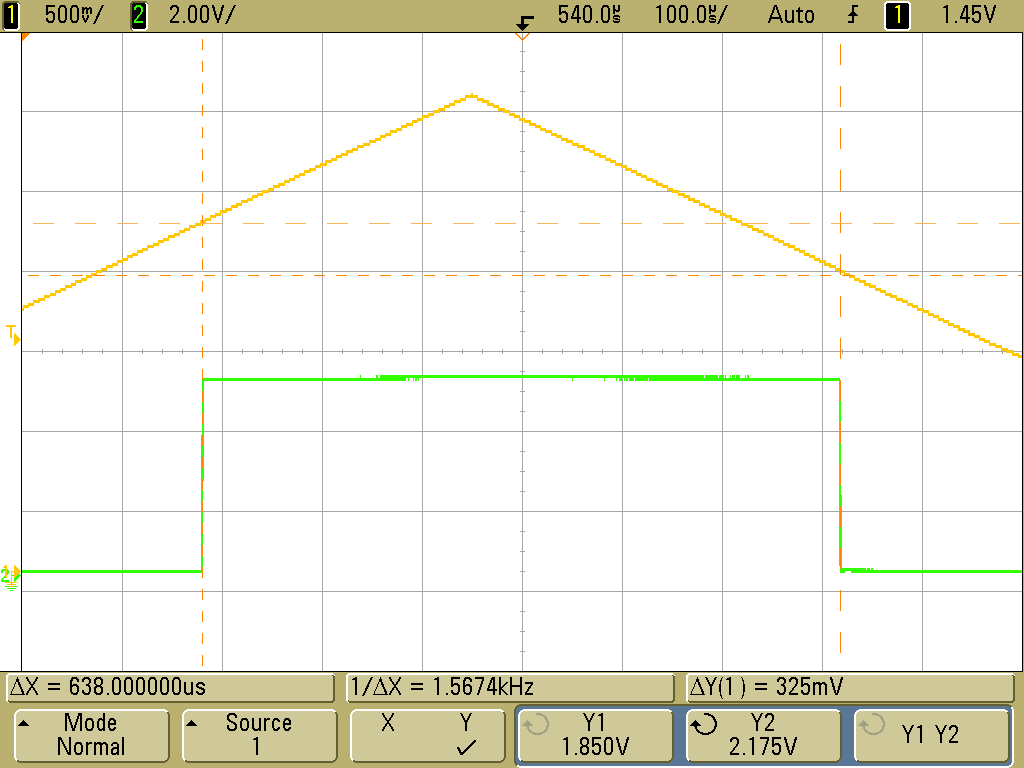 1 500mV/ 2 2.00V/ 540.0us 100.0us/ Auto 1 1.45V
T
2
ΔX = 638.000000us 1/ΔX = 1.5674kHz ΔY(1) = 325mV
Mode Source X Y Y1 Y2 Y1 Y2
Normal 1 ✓ 1.850V 2.175V